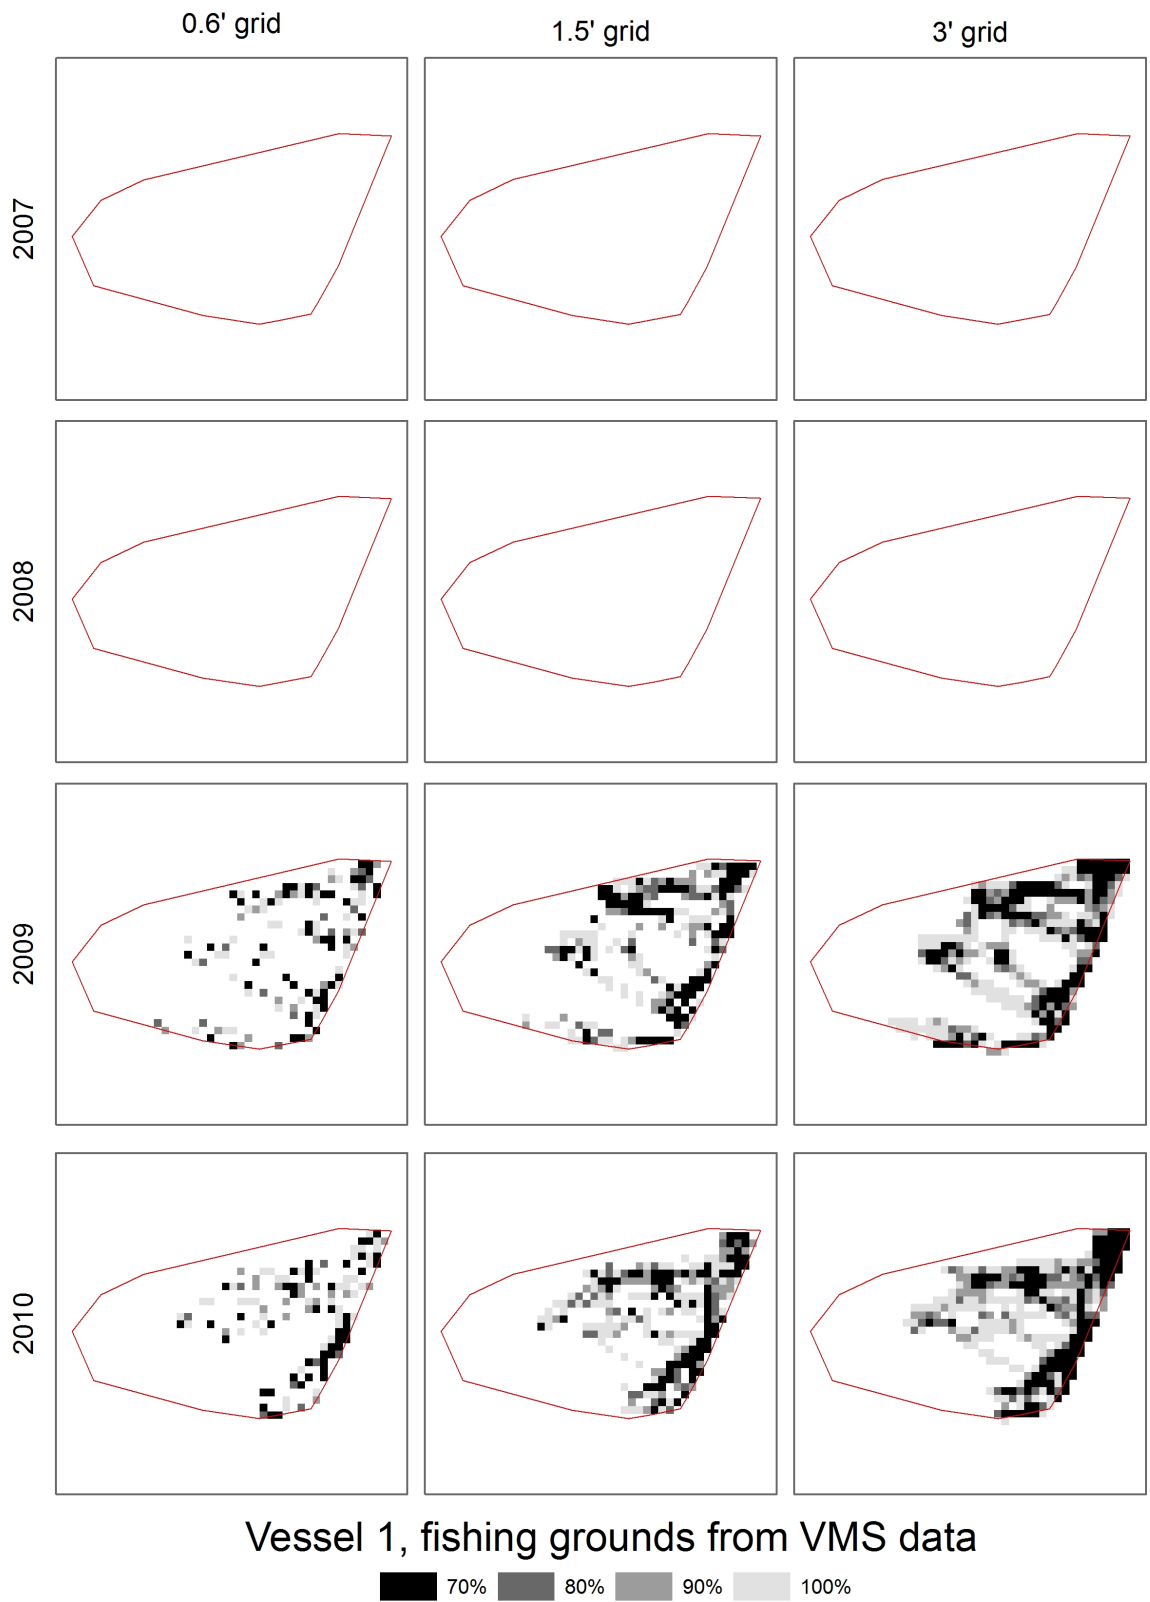 0.6' grid
1.5' grid
3' grid
2007
2008
2009
2010
Vessel 1, fishing grounds from VMS data
70% 80% 90% 100%